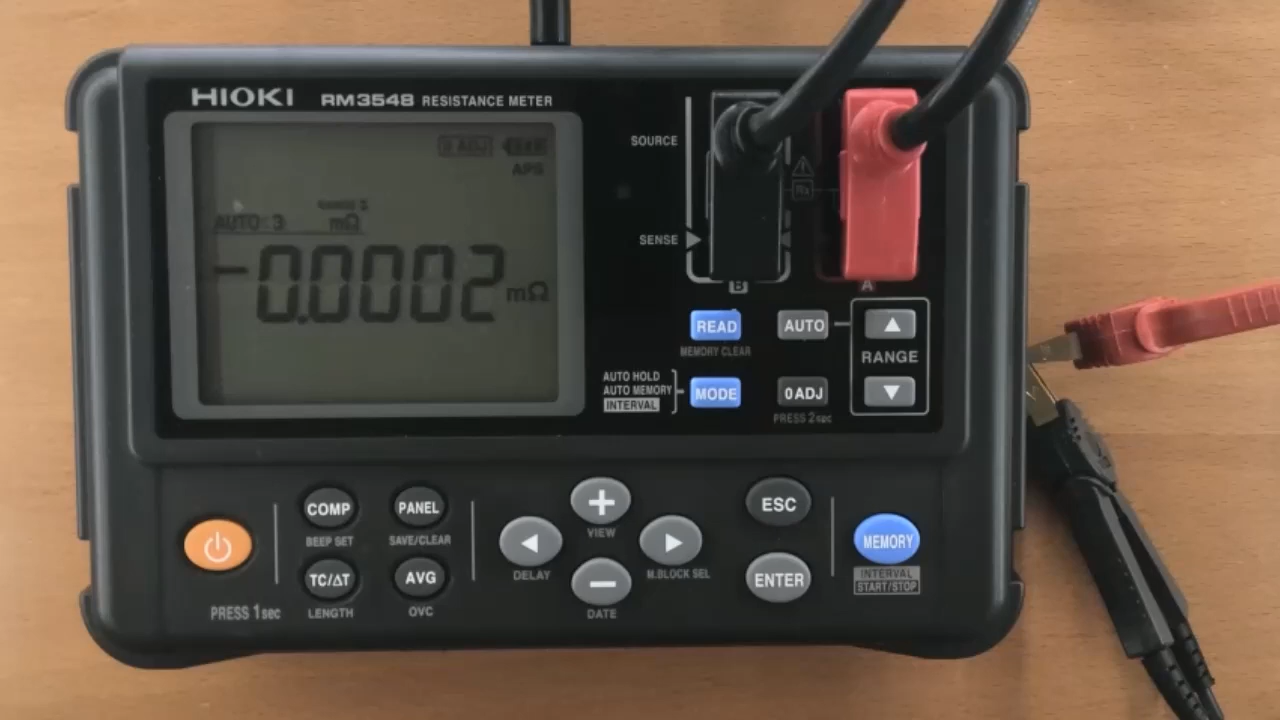 HIOKI RM3548 RESISTANCE METER
0 ADJ
APS
AUTO 3 mΩ
-0.0002 mΩ
SOURCE
SENSE
B
A
READ
MEMORY CLEAR
AUTO
RANGE
AUTO HOLD
AUTO MEMORY
INTERVAL
MODE
0 ADJ
PRESS 2sec
COMP
BEEP SET
PANEL
SAVE/CLEAR
TC/ΔT
LENGTH
AVG
OVC
PRESS 1sec
VIEW
DELAY
M.BLOCK SEL
DATE
ESC
ENTER
MEMORY
INTERVAL
START/STOP